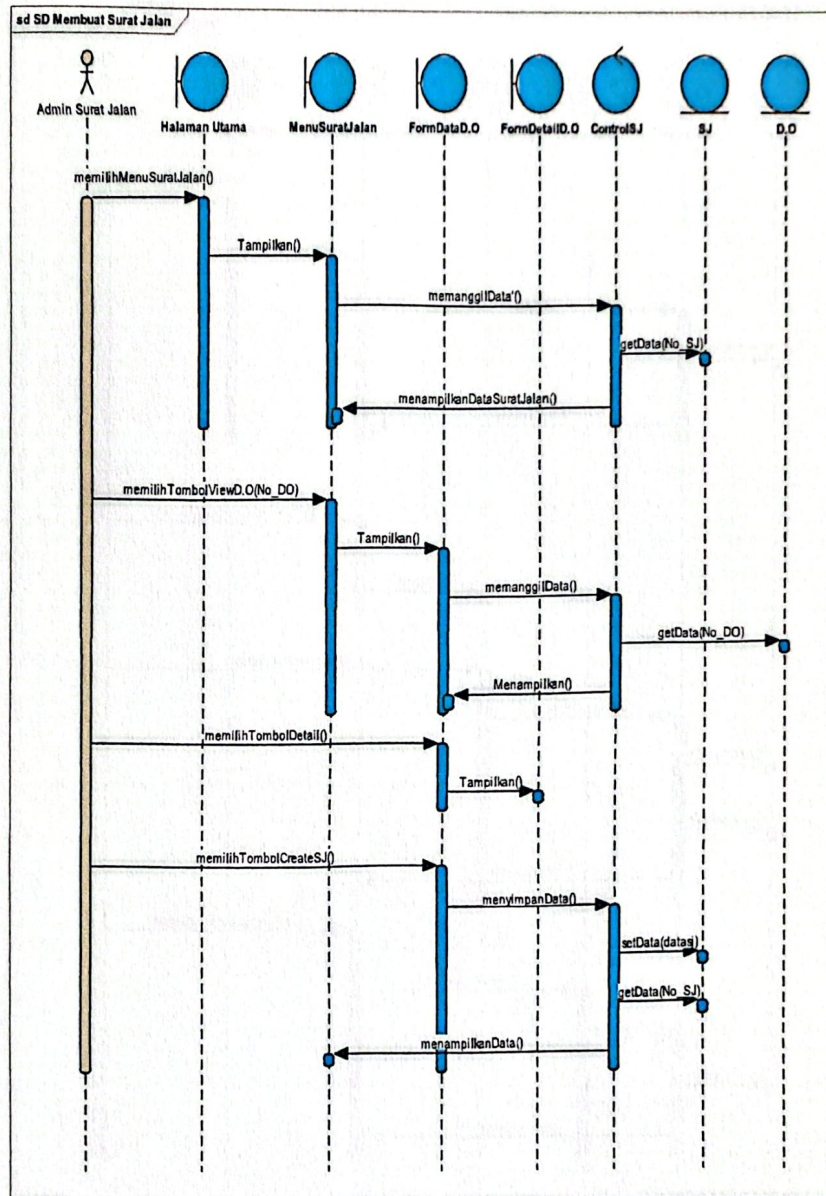 sd SD Membuat Surat Jalan
Admin Surat Jalan
Halaman Utama
MenuSuratJalan
FormDataD.O
FormDetailD.O
ControlSJ
SJ
D.O
memilihMenuSuratJalan()
Tampilkan()
memanggilData'()
getData(No_SJ)
menampilkanDataSuratJalan()
memilihTombolViewD.O(No_DO)
Tampilkan()
memanggilData()
getData(No_DO)
Menampilkan()
memilihTombolDetail()
Tampilkan()
memilihTombolCreateSJ()
menyimpanData()
setData(datasj)
getData(No_SJ)
menampilkanData()